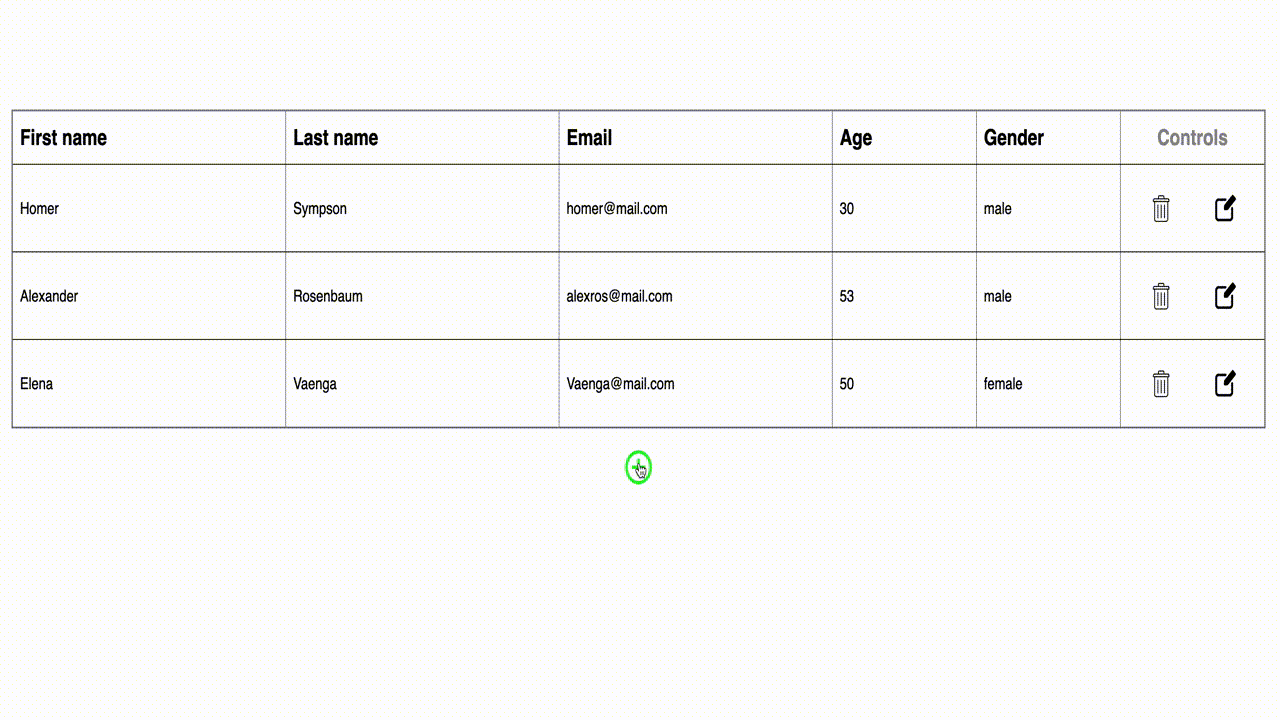 First name Last name Email Age Gender Controls
Homer Sympson homer@mail.com 30 male
Alexander Rosenbaum alexros@mail.com 53 male
Elena Vaenga Vaenga@mail.com 50 female